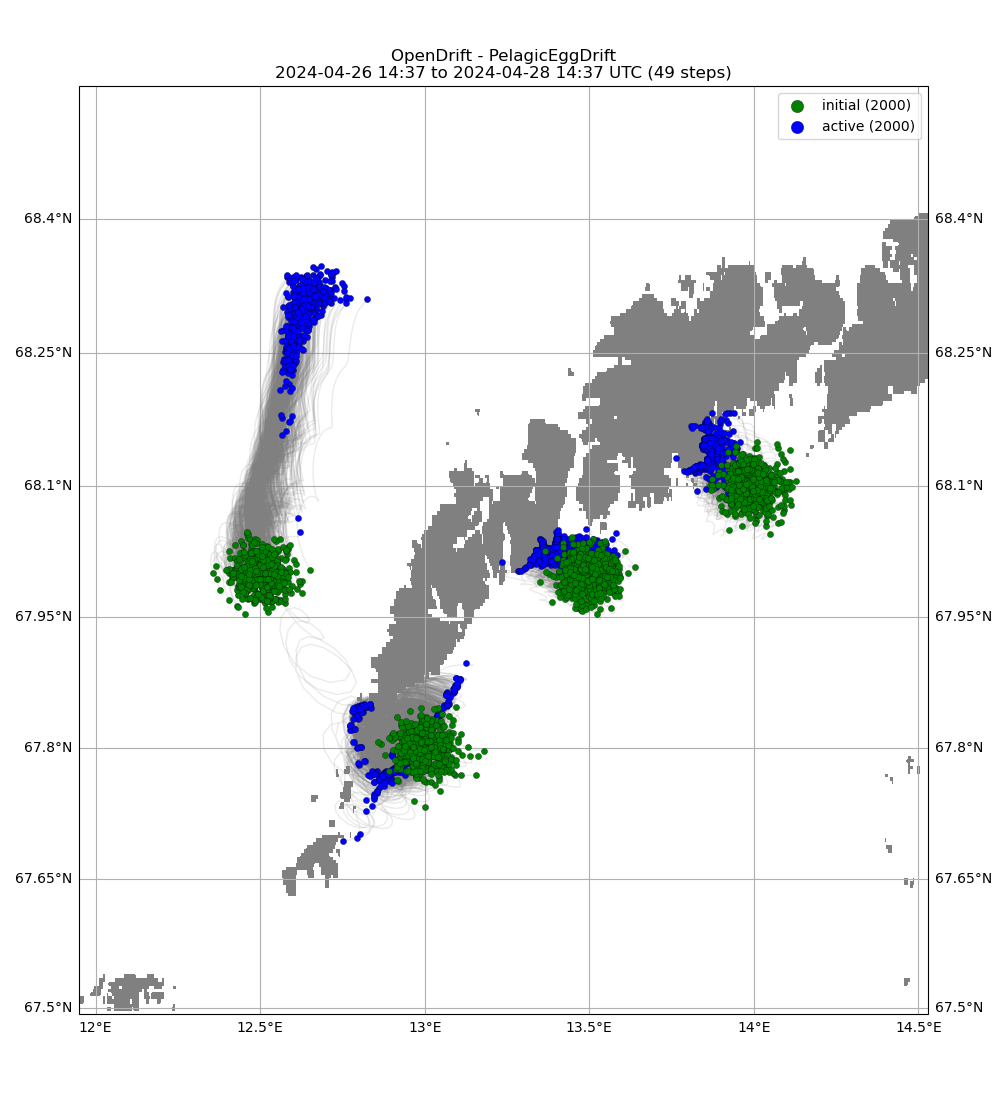 OpenDrift - PelagicEggDrift
2024-04-26 14:37 to 2024-04-28 14:37 UTC (49 steps)
initial (2000)
active (2000)
68.4°N 68.4°N
68.25°N 68.25°N
68.1°N 68.1°N
67.95°N 67.95°N
67.8°N 67.8°N
67.65°N 67.65°N
67.5°N 67.5°N
12°E 12.5°E 13°E 13.5°E 14°E 14.5°E